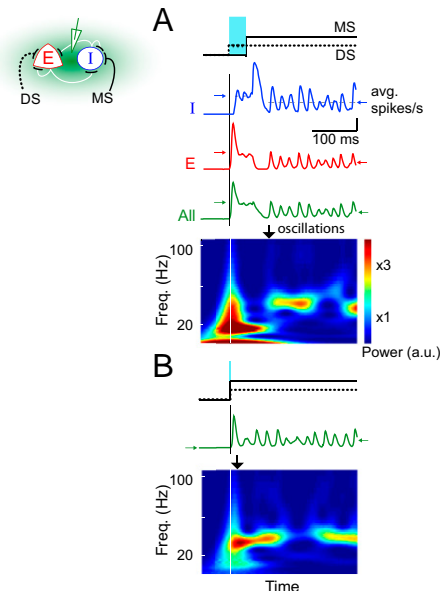 A
MS
DS
E
I
DS
MS
I
avg.
spikes/s
100 ms
E
All
oscillations
100
Freq. (Hz)
20
x3
x1
Power (a.u.)
B
100
Freq. (Hz)
20
Time